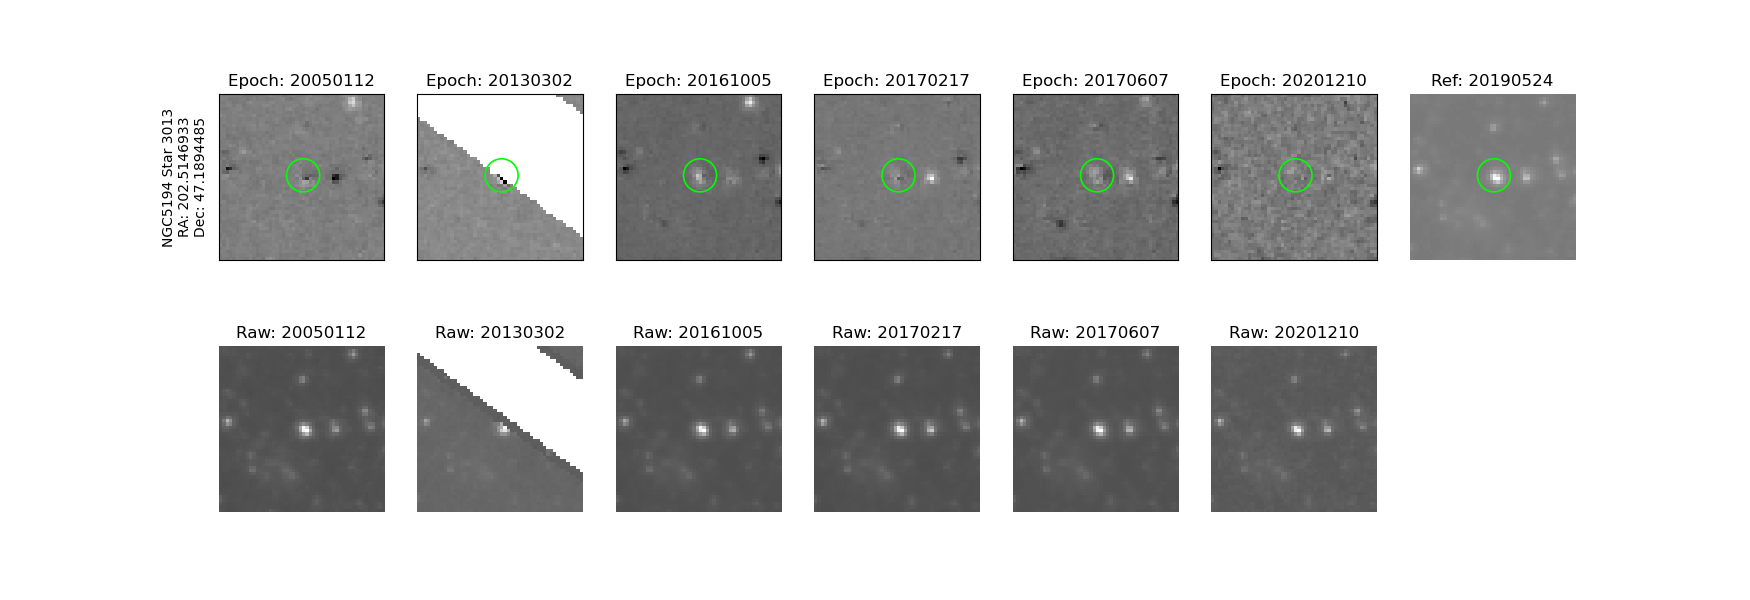 Epoch: 20050112
Epoch: 20130302
Epoch: 20161005
Epoch: 20170217
Epoch: 20170607
Epoch: 20201210
Ref: 20190524
NGC5194 Star 3013
RA: 202.5146933
Dec: 47.1894485
Raw: 20050112
Raw: 20130302
Raw: 20161005
Raw: 20170217
Raw: 20170607
Raw: 20201210